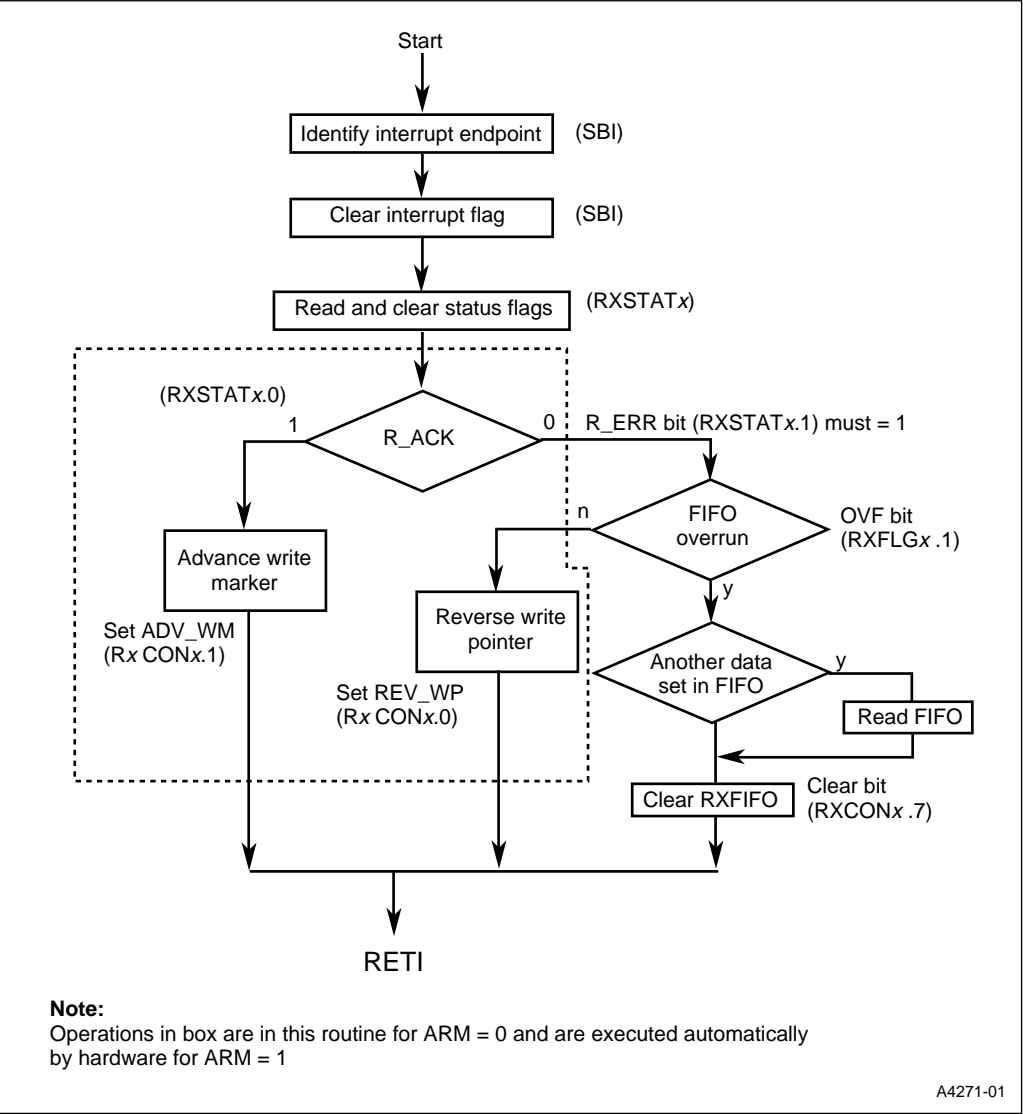 Start
Identify interrupt endpoint (SBI)
Clear interrupt flag (SBI)
Read and clear status flags (RXSTATx)
(RXSTATx.0)
1 R_ACK 0 R_ERR bit (RXSTATx.1) must = 1
n FIFO
overrun
OVF bit
(RXFLGx .1)
Advance write
marker
y
Set ADV_WM
(Rx CONx.1)
Reverse write
pointer
Another data
set in FIFO
y
Set REV_WP
(Rx CONx.0)
Read FIFO
Clear RXFIFO
Clear bit
(RXCONx .7)
RETI
Note:
Operations in box are in this routine for ARM = 0 and are executed automatically
by hardware for ARM = 1
A4271-01